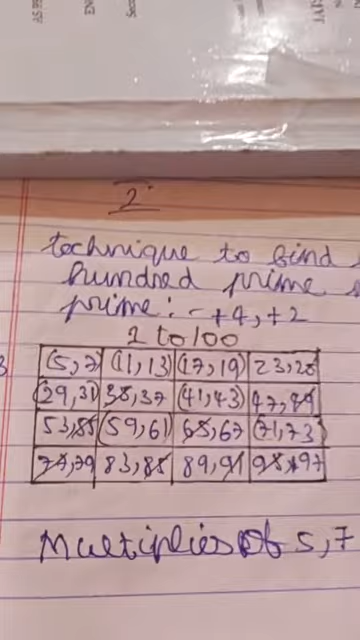 2
technique to find
hundred prime
prime: - +4, +2
1 to 100
(5, 7) (11, 13) (17, 19) 23, 25
(29, 31) 35, 37 (41, 43) 47, 49
53, 55 (59, 61) 65, 67 (71, 73)
77, 79 83, 85 89, 91 95, 97
Multiplies of 5, 7